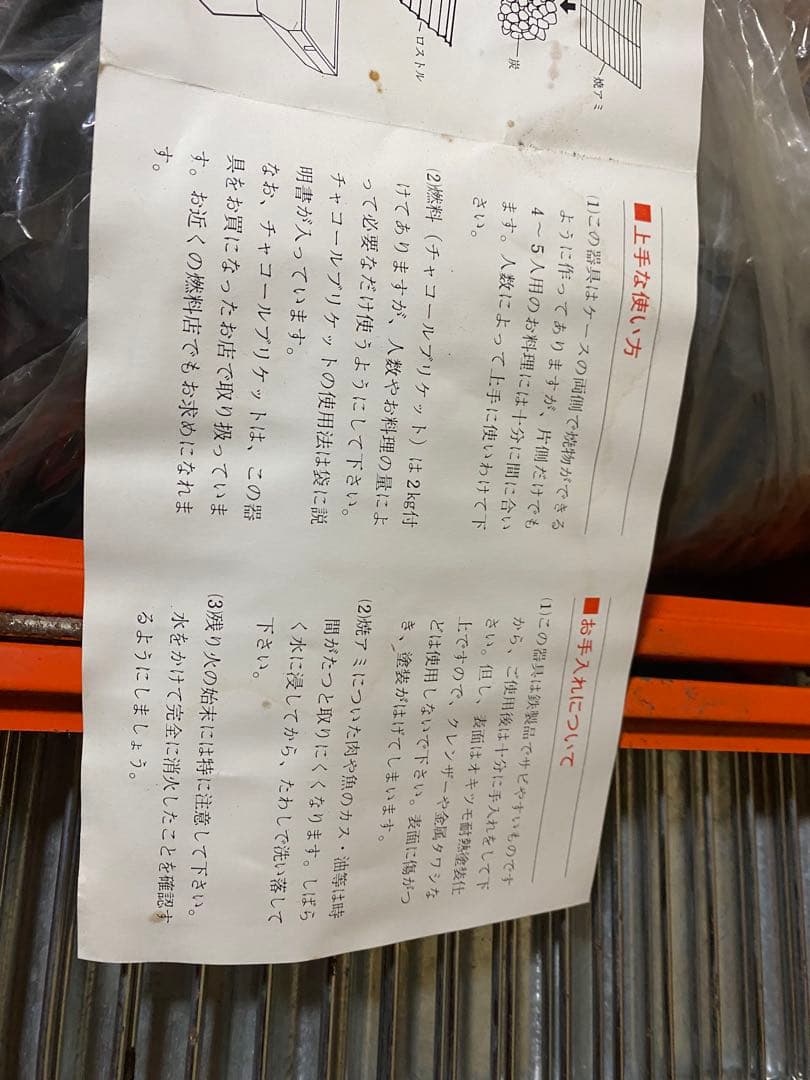 焼アミ
炭
ロストル
■上手な使い方
(1)この器具はケースの両側で焼物ができる
ように作ってありますが、片側だけでも
4～5人用のお料理には十分に間に合い
ます。人数によって上手に使いわけて下
さい。
(2)燃料（チャコールブリケット）は2kg付
けてありますが、人数やお料理の量によ
って必要なだけ使うようにして下さい。
チャコールブリケットの使用法は袋に説
明書が入っています。
なお、チャコールブリケットは、この器
具をお買になったお店で取り扱っていま
す。お近くの燃料店でもお求めになれま
す。
■お手入れについて
(1)この器具は鉄製品でサビやすいものです
から、ご使用後は十分に手入れをして下
さい。但し、表面はオキツモ耐熱塗装仕
上ですので、クレンザーや金属タワシな
どは使用しないで下さい。表面に傷がつ
き、塗装がはげてしまいます。
(2)焼アミについた肉や魚のカス・油等は時
間がたつと取りにくくなります。しばら
く水に浸してから、たわしで洗い落して
下さい。
(3)残り火の始末には特に注意して下さい。
水をかけて完全に消火したことを確認す
るようにしましょう。